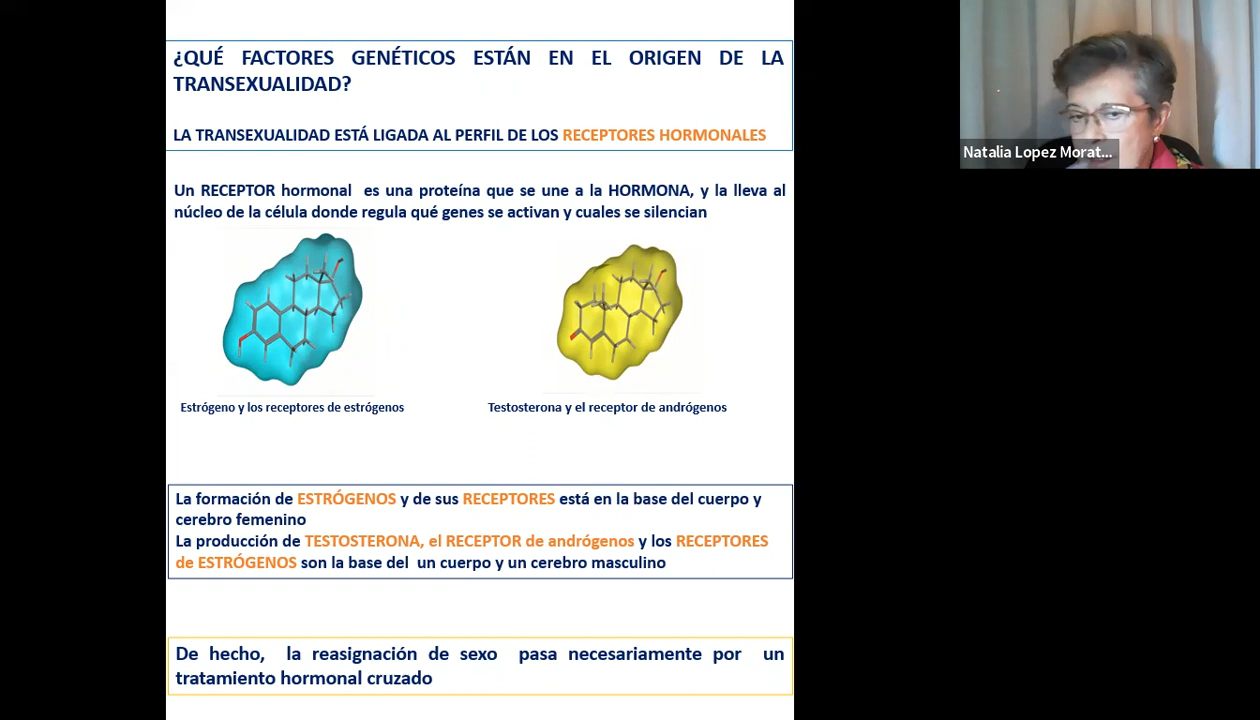 ¿QUÉ FACTORES GENÉTICOS ESTÁN EN EL ORIGEN DE LA
TRANSEXUALIDAD?
LA TRANSEXUALIDAD ESTÁ LIGADA AL PERFIL DE LOS RECEPTORES HORMONALES
Un RECEPTOR hormonal es una proteína que se une a la HORMONA, y la lleva al
núcleo de la célula donde regula qué genes se activan y cuales se silencian
Estrógeno y los receptores de estrógenos
Testosterona y el receptor de andrógenos
La formación de ESTRÓGENOS y de sus RECEPTORES está en la base del cuerpo y
cerebro femenino
La producción de TESTOSTERONA, el RECEPTOR de andrógenos y los RECEPTORES
de ESTRÓGENOS son la base del un cuerpo y un cerebro masculino
De hecho, la reasignación de sexo pasa necesariamente por un
tratamiento hormonal cruzado
Natalia Lopez Morat...